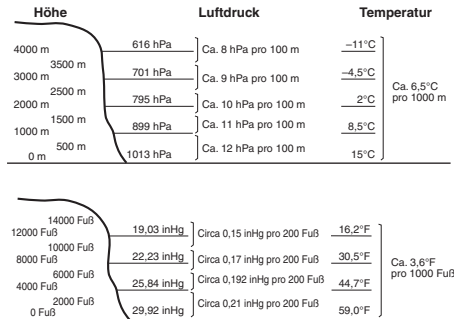 Höhe Luftdruck Temperatur
4000 m 616 hPa Ca. 8 hPa pro 100 m –11°C
3500 m
3000 m 701 hPa Ca. 9 hPa pro 100 m –4,5°C
2500 m
2000 m 795 hPa Ca. 10 hPa pro 100 m 2°C
1500 m
1000 m 899 hPa Ca. 11 hPa pro 100 m 8,5°C
500 m
0 m 1013 hPa Ca. 12 hPa pro 100 m 15°C
Ca. 6,5°C
pro 1000 m
14000 Fuß
12000 Fuß 19,03 inHg Circa 0,15 inHg pro 200 Fuß 16,2°F
10000 Fuß
8000 Fuß 22,23 inHg Circa 0,17 inHg pro 200 Fuß 30,5°F
6000 Fuß
4000 Fuß 25,84 inHg Circa 0,192 inHg pro 200 Fuß 44,7°F
2000 Fuß
0 Fuß 29,92 inHg Circa 0,21 inHg pro 200 Fuß 59,0°F
Ca. 3,6°F
pro 1000 Fuß